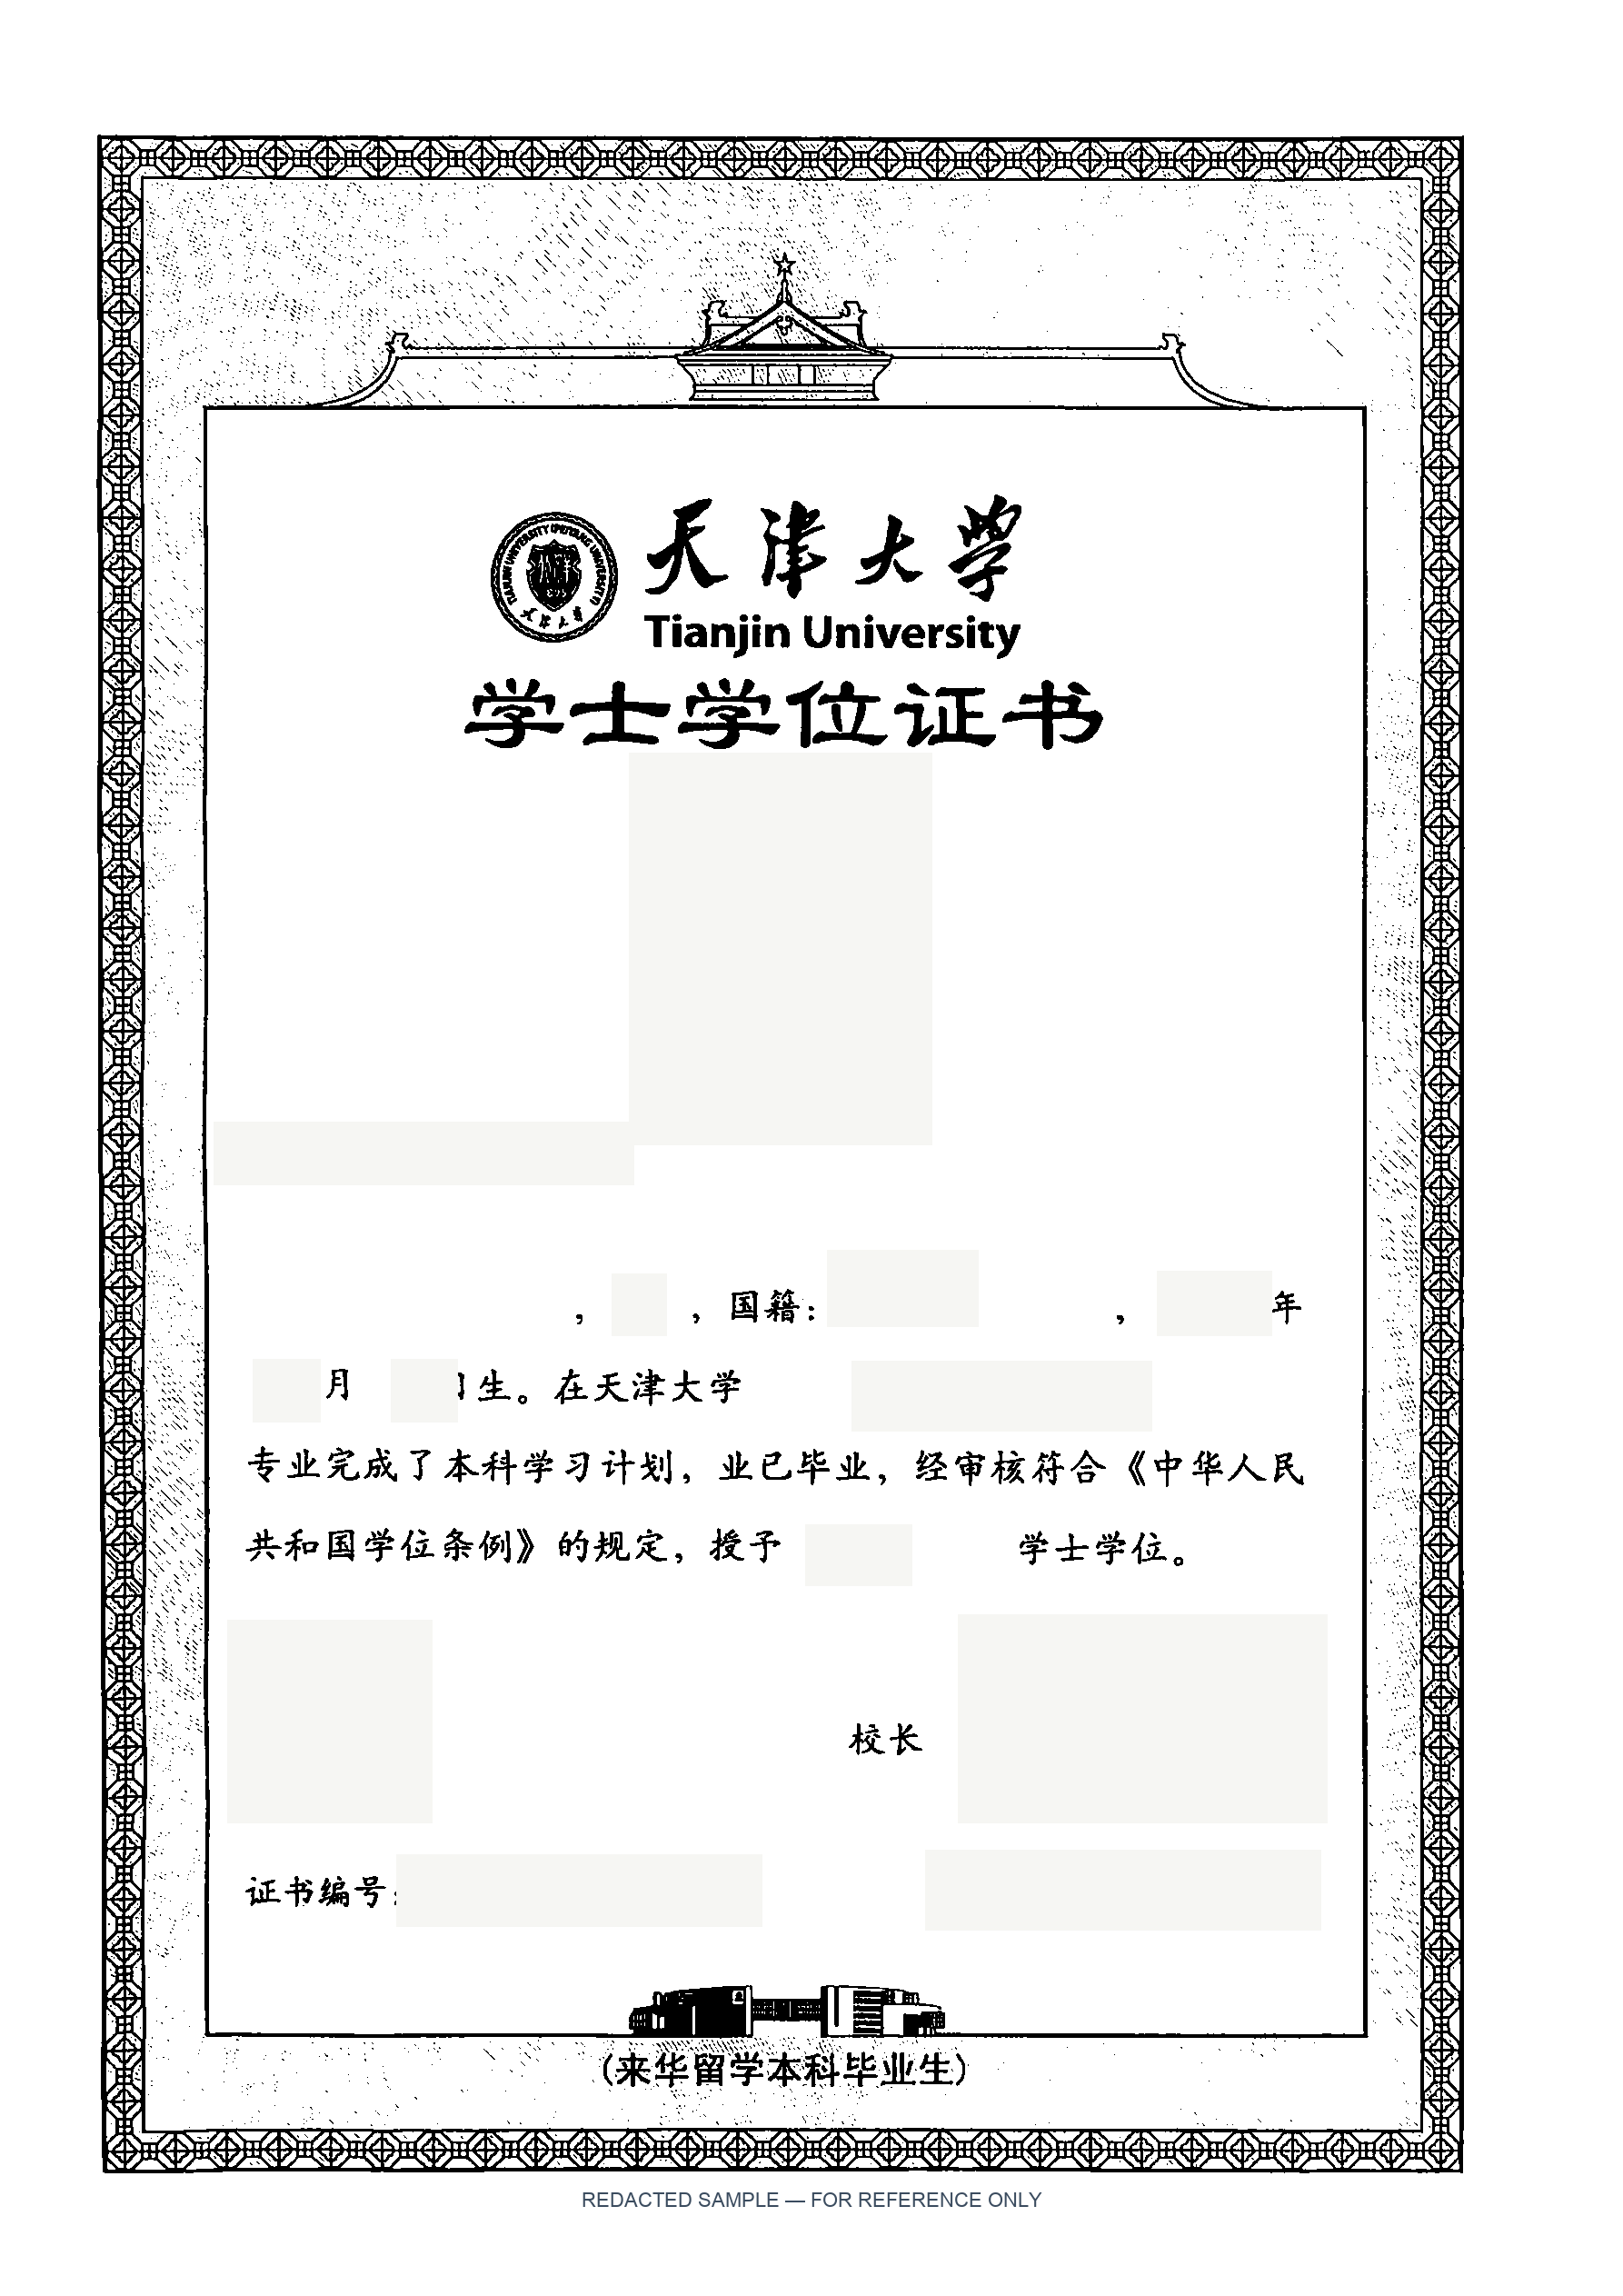 天津大学
Tianjin University
学士学位证书
， ，国籍： ， 年
月 日生。在天津大学
专业完成了本科学习计划，业已毕业，经审核符合《中华人民
共和国学位条例》的规定，授予 学士学位。
校长
证书编号：
(来华留学本科毕业生)
REDACTED SAMPLE — FOR REFERENCE ONLY